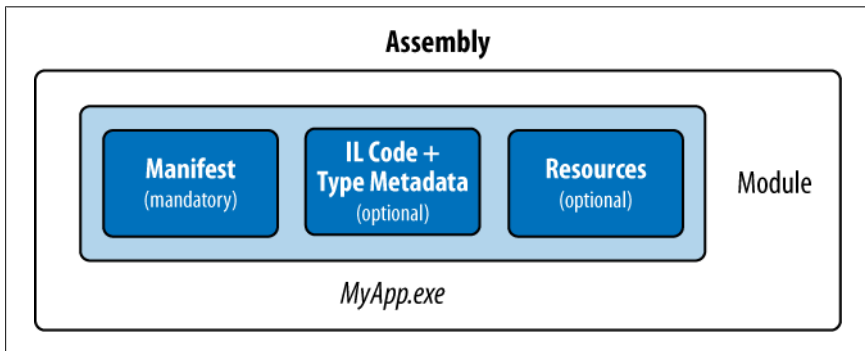 Assembly
Manifest
(mandatory)
IL Code +
Type Metadata
(optional)
Resources
(optional)
Module
MyApp.exe